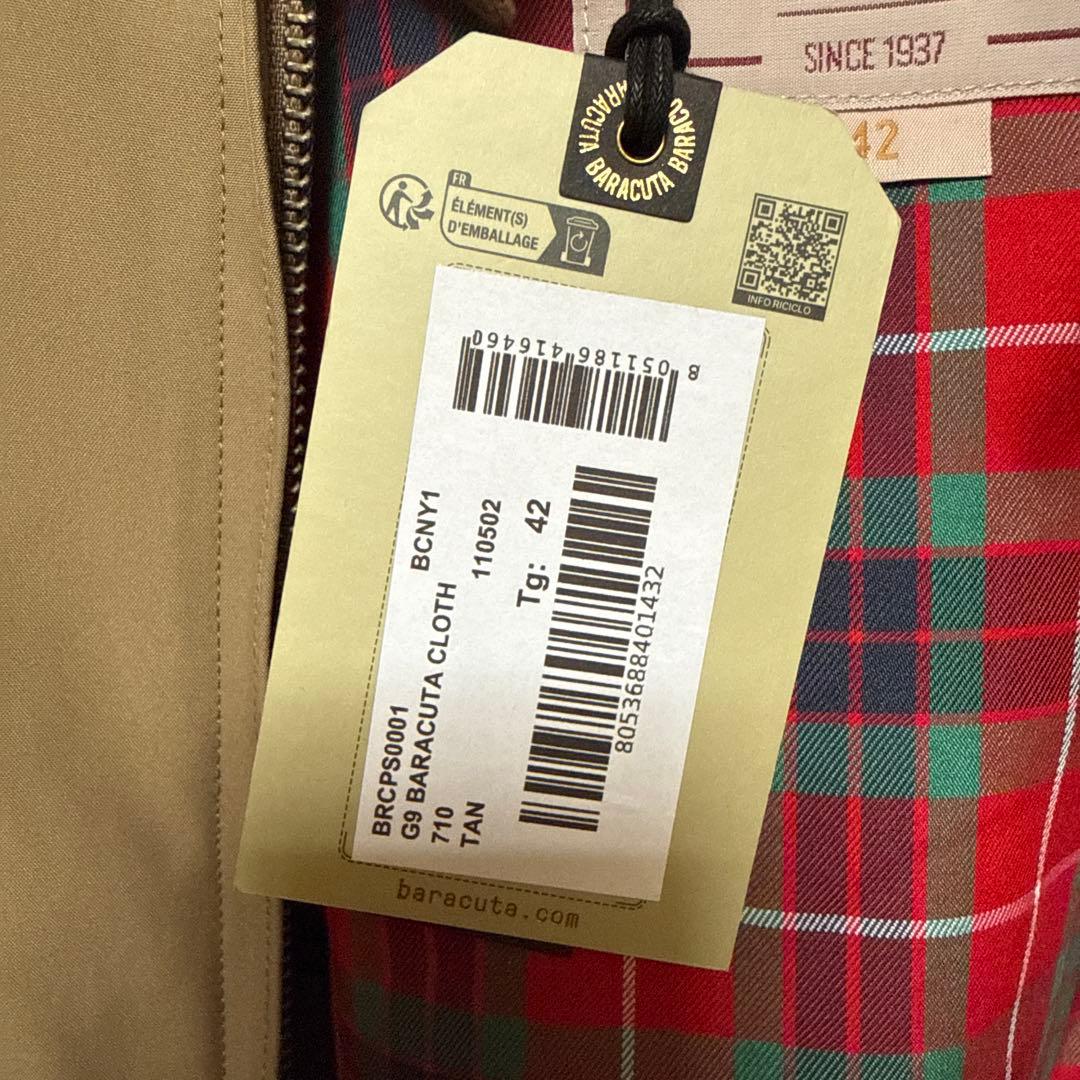 SINCE 1937
42
BARACUTA BARACUTA BARACUTA
FR
ÉLÉMENT(S)
D'EMBALLAGE
INFO RICICLO
8 051186 416460
BRCPS0001 BCNY1
G9 BARACUTA CLOTH
710 110502
TAN Tg: 42
8053688401432
baracuta.com